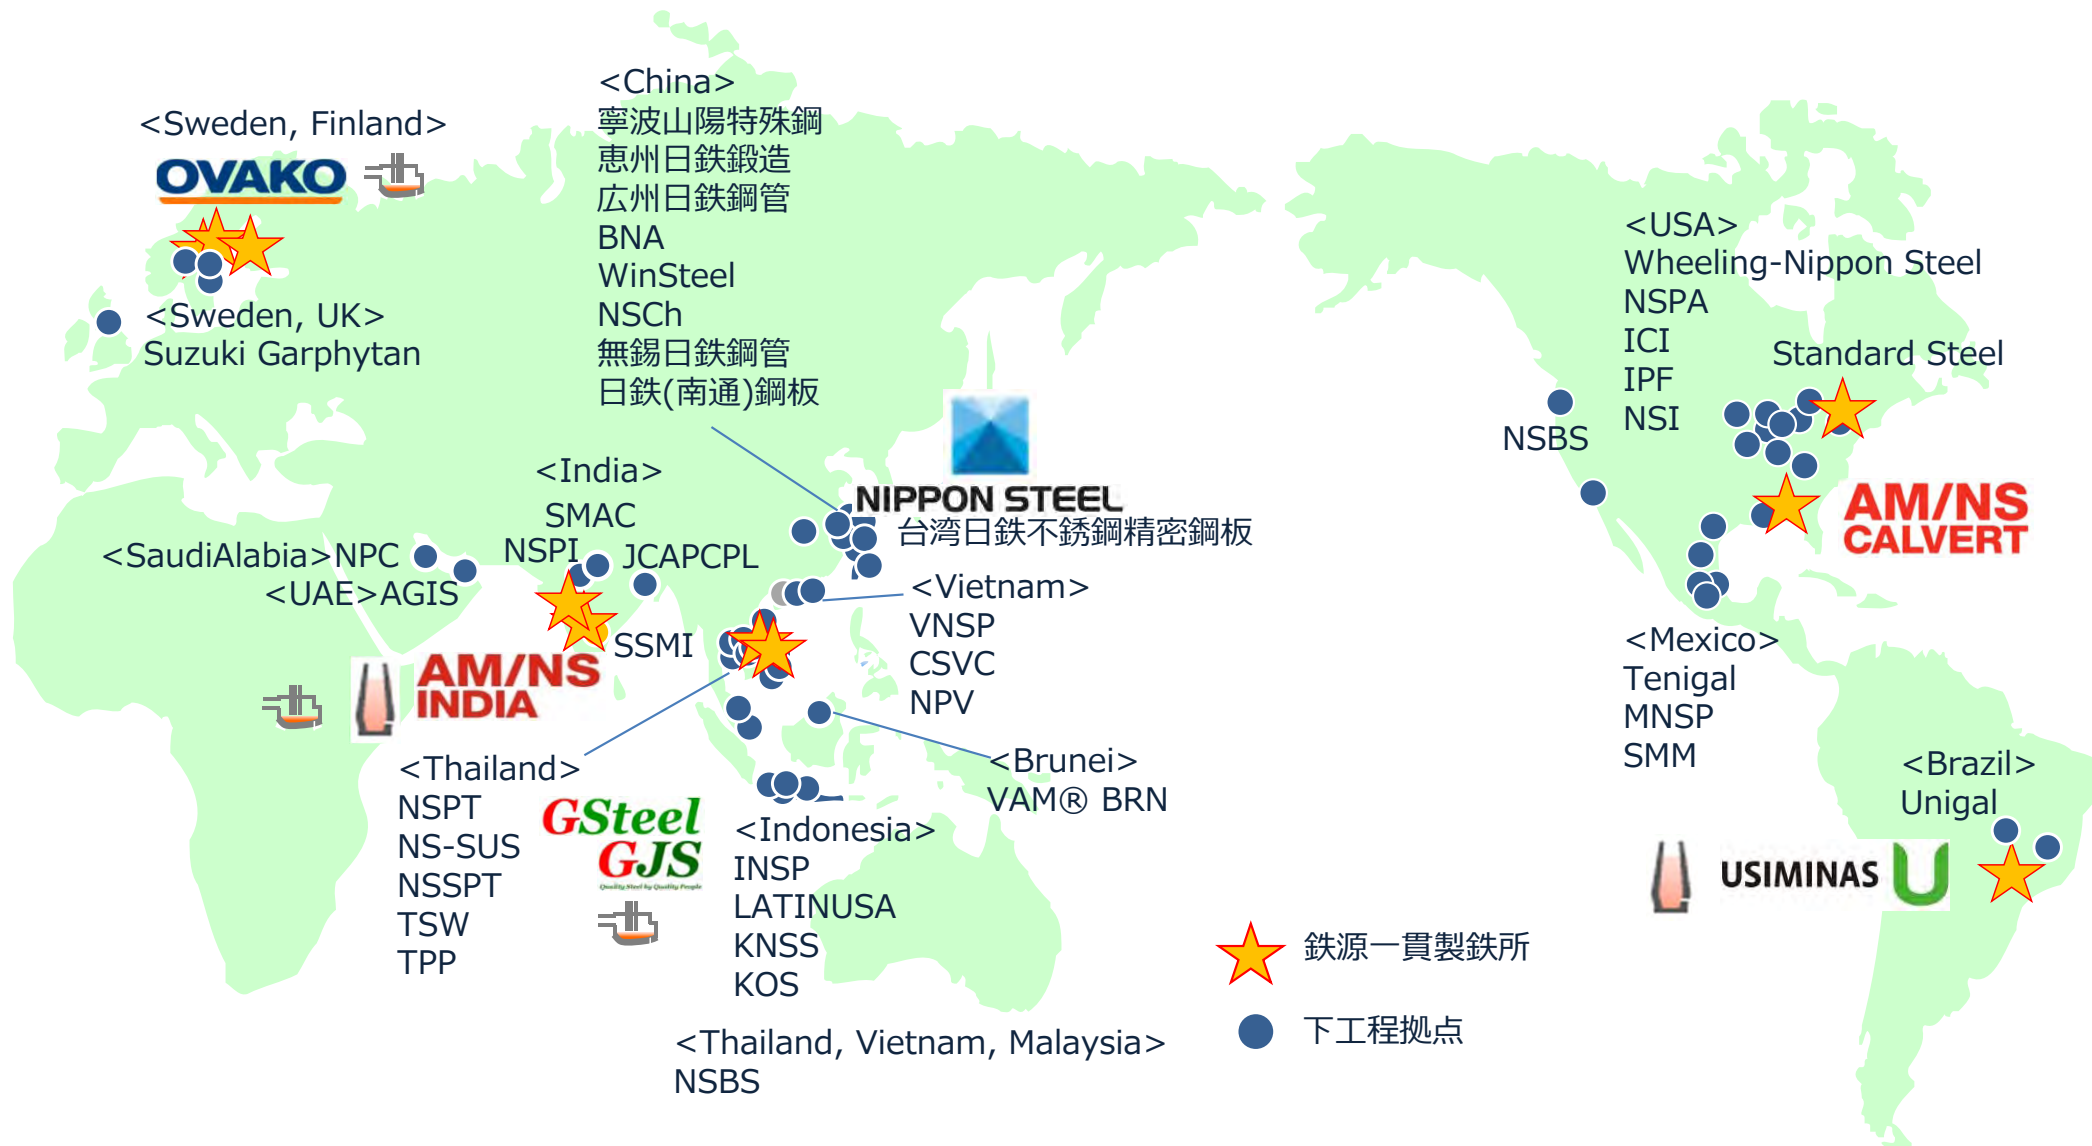 <Sweden, Finland>
OVAKO
<Sweden, UK>
Suzuki Garphytan
<China>
寧波山陽特殊鋼
恵州日鉄鍛造
広州日鉄鋼管
BNA
WinSteel
NSCh
無錫日鉄鋼管
日鉄(南通)鋼板
NIPPON STEEL
台湾日鉄不銹鋼精密鋼板
<India>
SMAC
NSPI
JCAPCPL
SSMI
AM/NS
INDIA
<SaudiAlabia>NPC
<UAE>AGIS
<Vietnam>
VNSP
CSVC
NPV
<Brunei>
VAM® BRN
<Thailand>
NSPT
NS-SUS
NSSPT
TSW
TPP
GSteel
GJS
Quality Steel by Quality People
<Indonesia>
INSP
LATINUSA
KNSS
KOS
<Thailand, Vietnam, Malaysia>
NSBS
<USA>
Wheeling-Nippon Steel
NSPA
ICI
IPF
NSI
Standard Steel
NSBS
AM/NS
CALVERT
<Mexico>
Tenigal
MNSP
SMM
<Brazil>
Unigal
USIMINAS
鉄源一貫製鉄所
下工程拠点